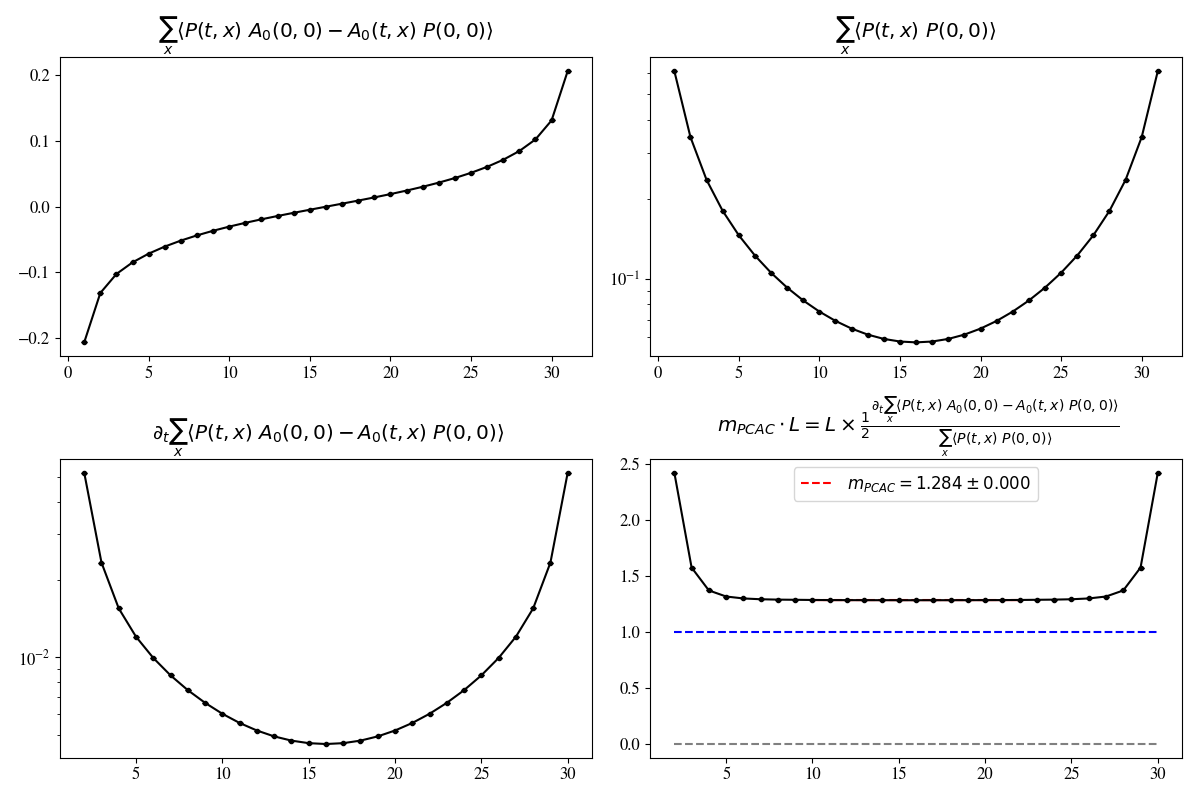 ∑ₓ⟨P(t, x) A₀(0, 0) − A₀(t, x) P(0, 0)⟩
0.2
0.1
0.0
−0.1
−0.2
0 5 10 15 20 25 30
∑ₓ⟨P(t, x) P(0, 0)⟩
10⁻¹
0 5 10 15 20 25 30
∂ₜ∑ₓ⟨P(t, x) A₀(0, 0) − A₀(t, x) P(0, 0)⟩
10⁻²
5 10 15 20 25 30
m_PCAC · L = L × 1/2 ∂ₜ∑ₓ⟨P(t, x) A₀(0, 0) − A₀(t, x) P(0, 0)⟩ / ∑ₓ⟨P(t, x) P(0, 0)⟩
m_PCAC = 1.284 ± 0.000
2.5
2.0
1.5
1.0
0.5
0.0
5 10 15 20 25 30